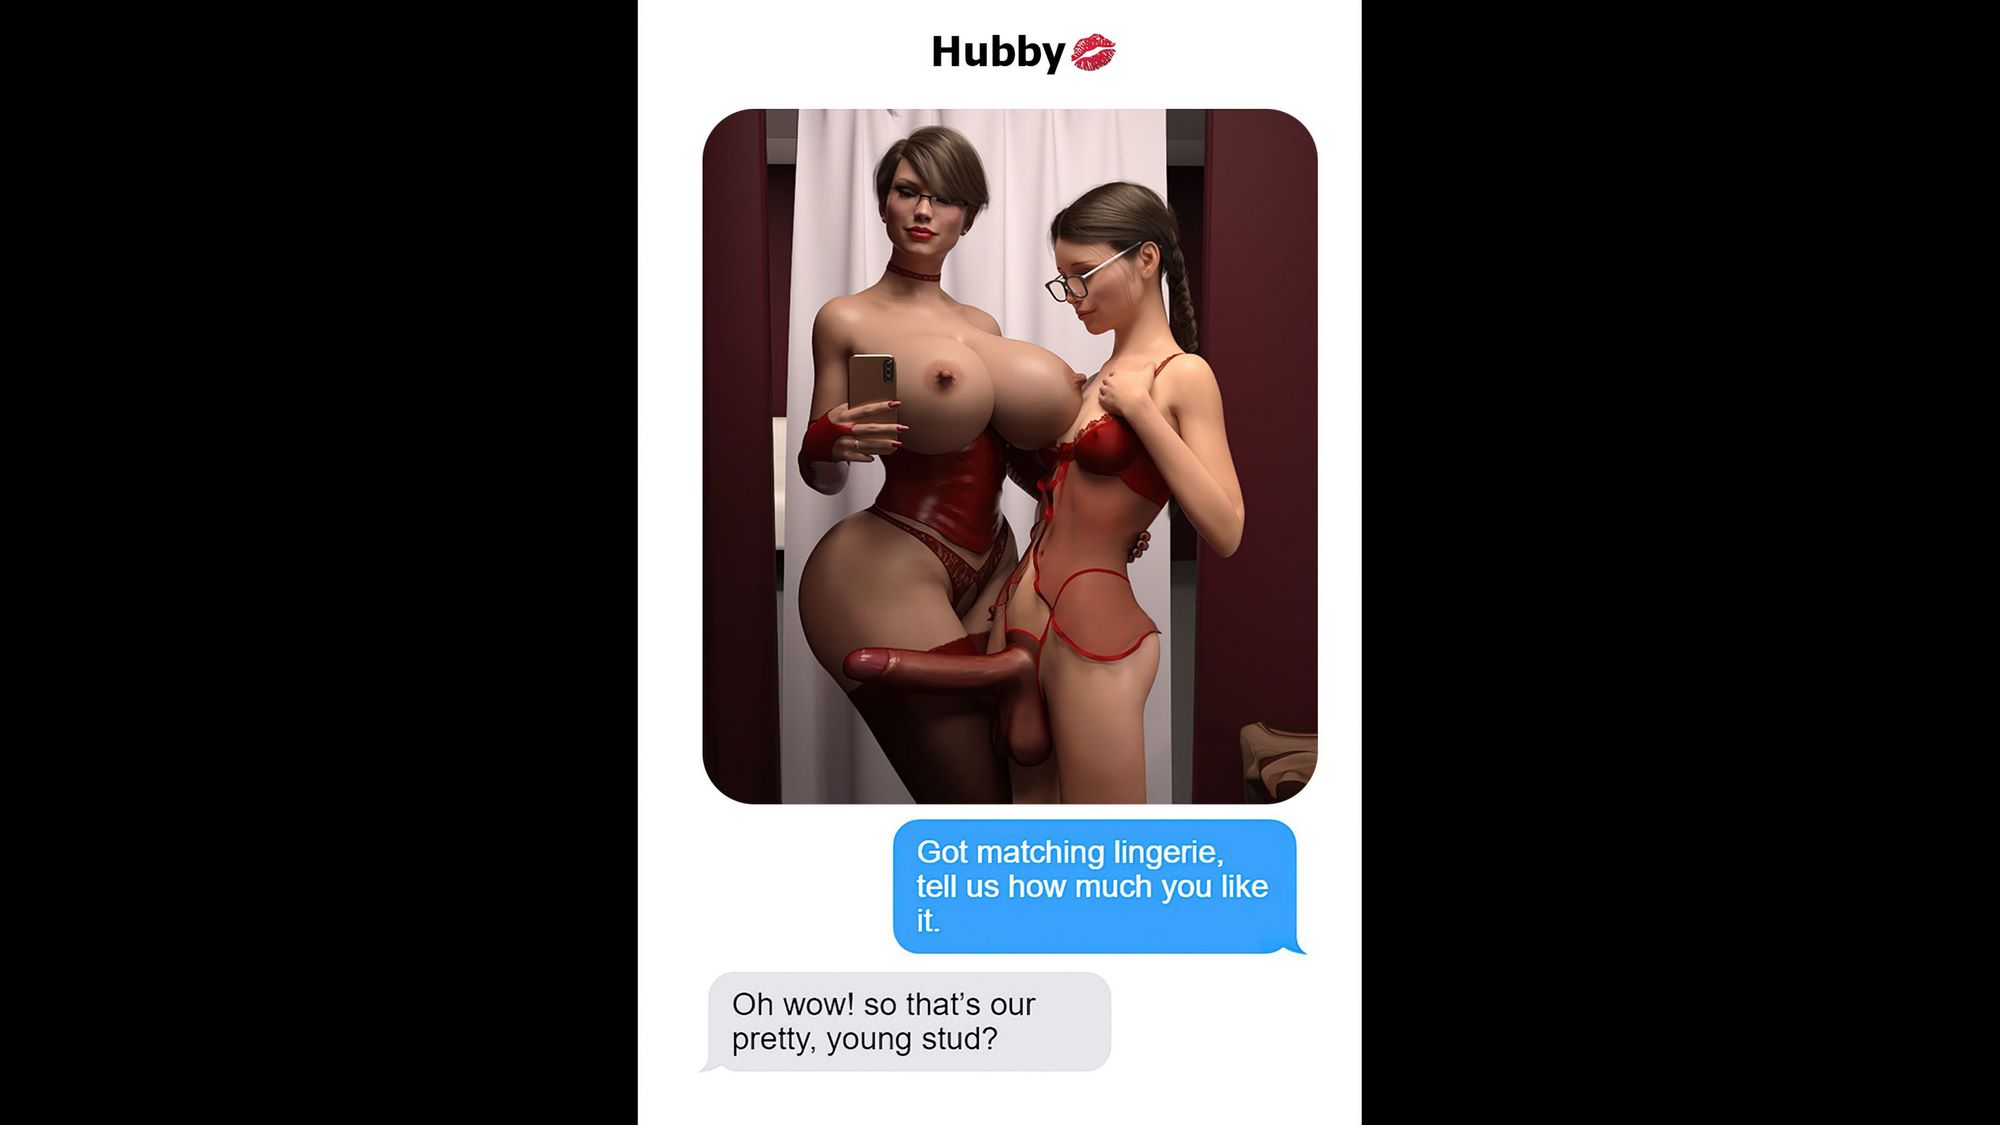 Hubby💋
Got matching lingerie,
tell us how much you like
it.
Oh wow! so that’s our
pretty, young stud?